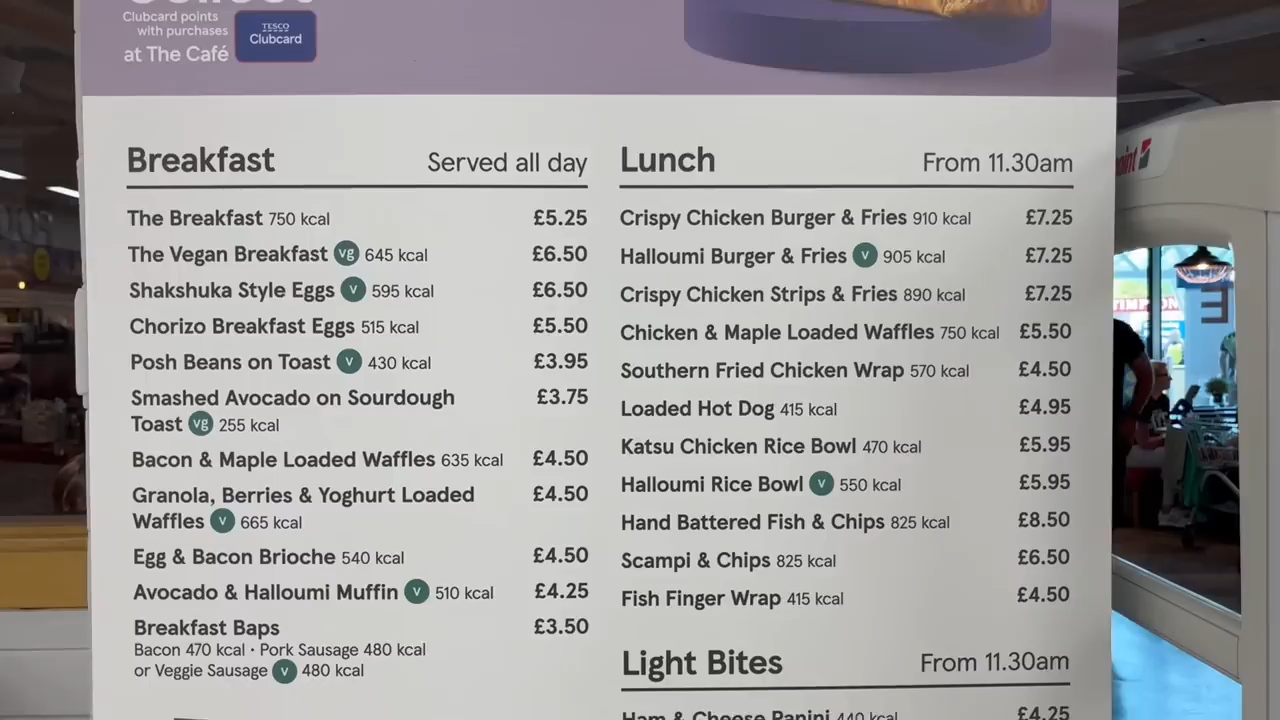 Clubcard points
with purchases
at The Café
TESCO
Clubcard
Breakfast Served all day
The Breakfast 750 kcal £5.25
The Vegan Breakfast vg 645 kcal £6.50
Shakshuka Style Eggs v 595 kcal £6.50
Chorizo Breakfast Eggs 515 kcal £5.50
Posh Beans on Toast v 430 kcal £3.95
Smashed Avocado on Sourdough £3.75
Toast vg 255 kcal
Bacon & Maple Loaded Waffles 635 kcal £4.50
Granola, Berries & Yoghurt Loaded £4.50
Waffles v 665 kcal
Egg & Bacon Brioche 540 kcal £4.50
Avocado & Halloumi Muffin v 510 kcal £4.25
Breakfast Baps £3.50
Bacon 470 kcal · Pork Sausage 480 kcal
or Veggie Sausage v 480 kcal
Lunch From 11.30am
Crispy Chicken Burger & Fries 910 kcal £7.25
Halloumi Burger & Fries v 905 kcal £7.25
Crispy Chicken Strips & Fries 890 kcal £7.25
Chicken & Maple Loaded Waffles 750 kcal £5.50
Southern Fried Chicken Wrap 570 kcal £4.50
Loaded Hot Dog 415 kcal £4.95
Katsu Chicken Rice Bowl 470 kcal £5.95
Halloumi Rice Bowl v 550 kcal £5.95
Hand Battered Fish & Chips 825 kcal £8.50
Scampi & Chips 825 kcal £6.50
Fish Finger Wrap 415 kcal £4.50
Light Bites From 11.30am
Ham & Cheese Panini 440 kcal £4.25